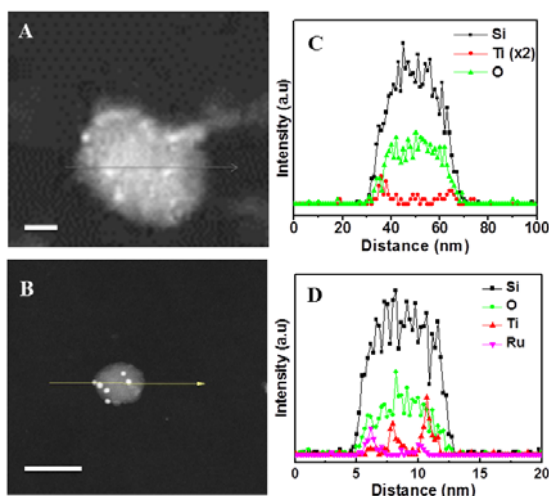 A
C
Si
Ti (x2)
O
Intensity (a.u)
0 20 40 60 80 100
Distance (nm)
B
D
Si
O
Ti
Ru
Intensity (a.u)
0 5 10 15 20
Distance (nm)